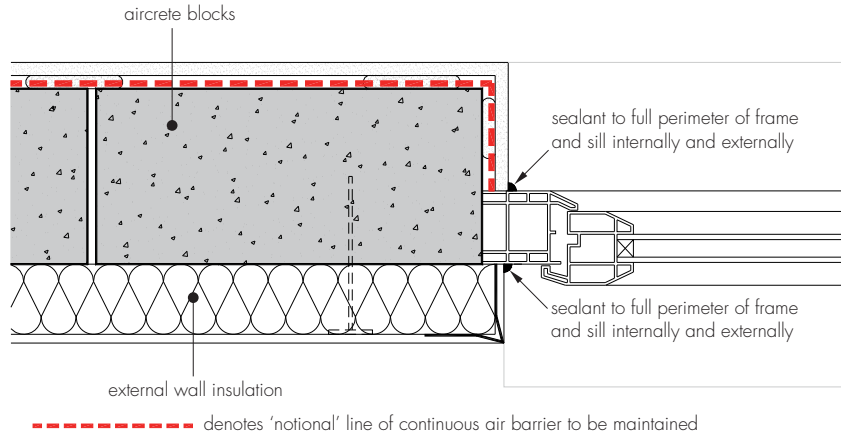 aircrete blocks
sealant to full perimeter of frame
and sill internally and externally
sealant to full perimeter of frame
and sill internally and externally
external wall insulation
denotes ‘notional’ line of continuous air barrier to be maintained